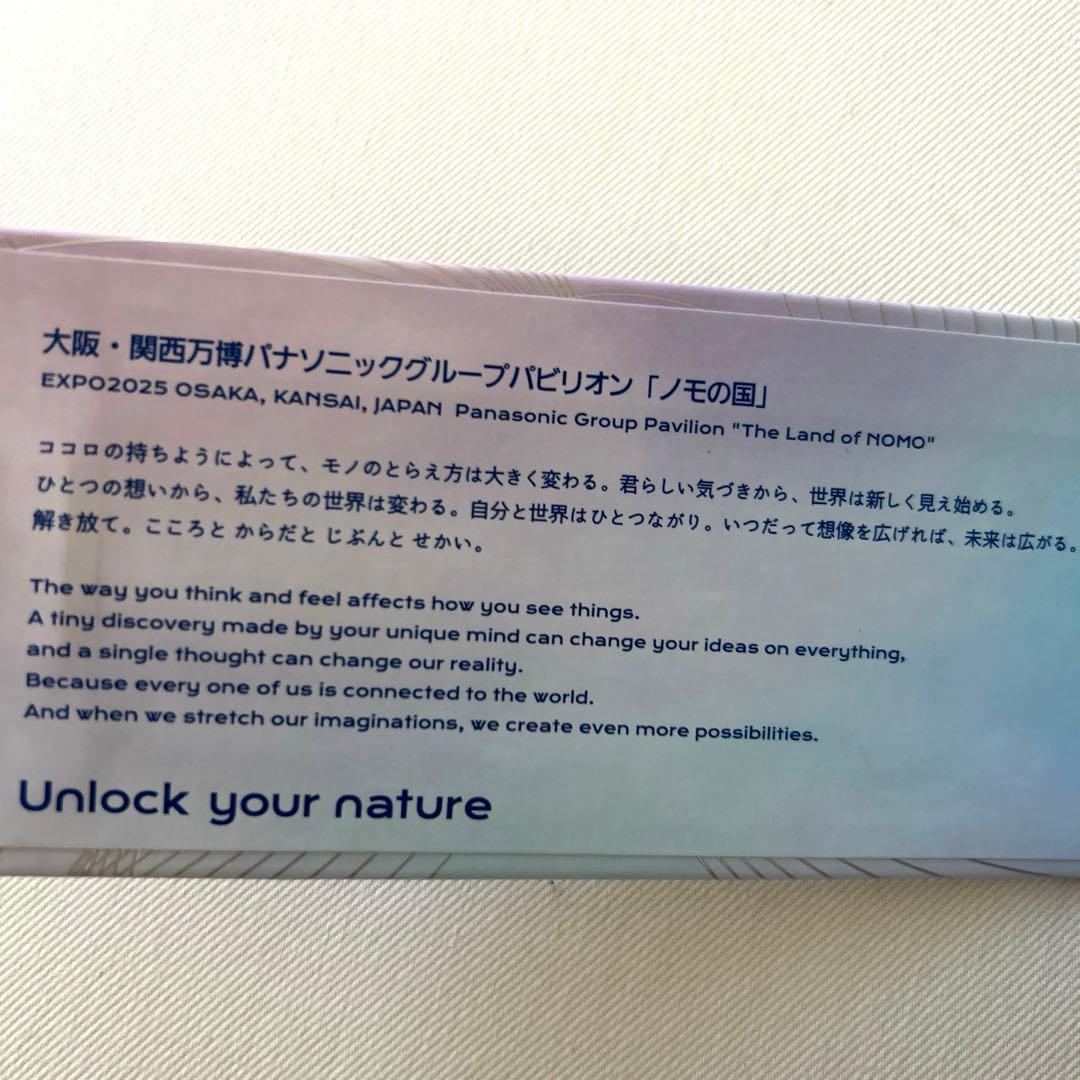 大阪・関西万博パナソニックグループパビリオン「ノモの国」
EXPO2025 OSAKA, KANSAI, JAPAN Panasonic Group Pavilion "The Land of NOMO"
ココロの持ちようによって、モノのとらえ方は大きく変わる。君らしい気づきから、世界は新しく見え始める。
ひとつの想いから、私たちの世界は変わる。自分と世界はひとつながり。いつだって想像を広げれば、未来は広がる。
解き放て。こころと からだと じぶんと せかい。
The way you think and feel affects how you see things.
A tiny discovery made by your unique mind can change your ideas on everything,
and a single thought can change our reality.
Because every one of us is connected to the world.
And when we stretch our imaginations, we create even more possibilities.
Unlock your nature